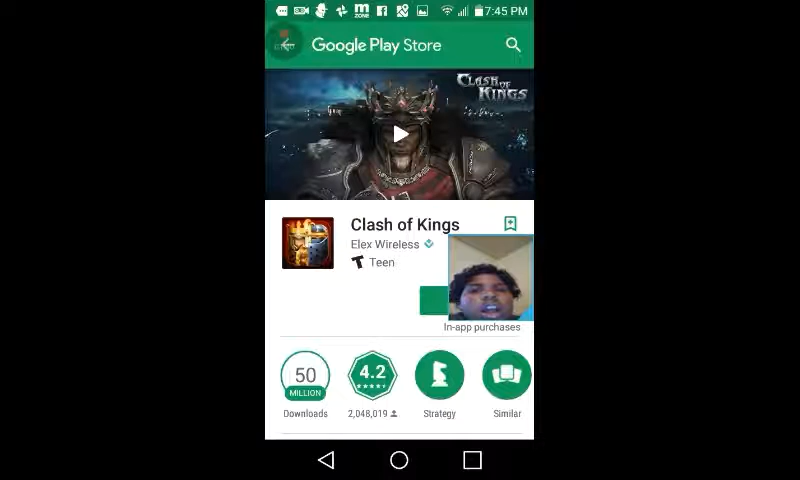 7:45 PM
Google Play Store
CLASH OF
KINGS
Clash of Kings
Elex Wireless
T Teen
In-app purchases
50
MILLION
4.2
Downloads
2,048,019
Strategy
Similar